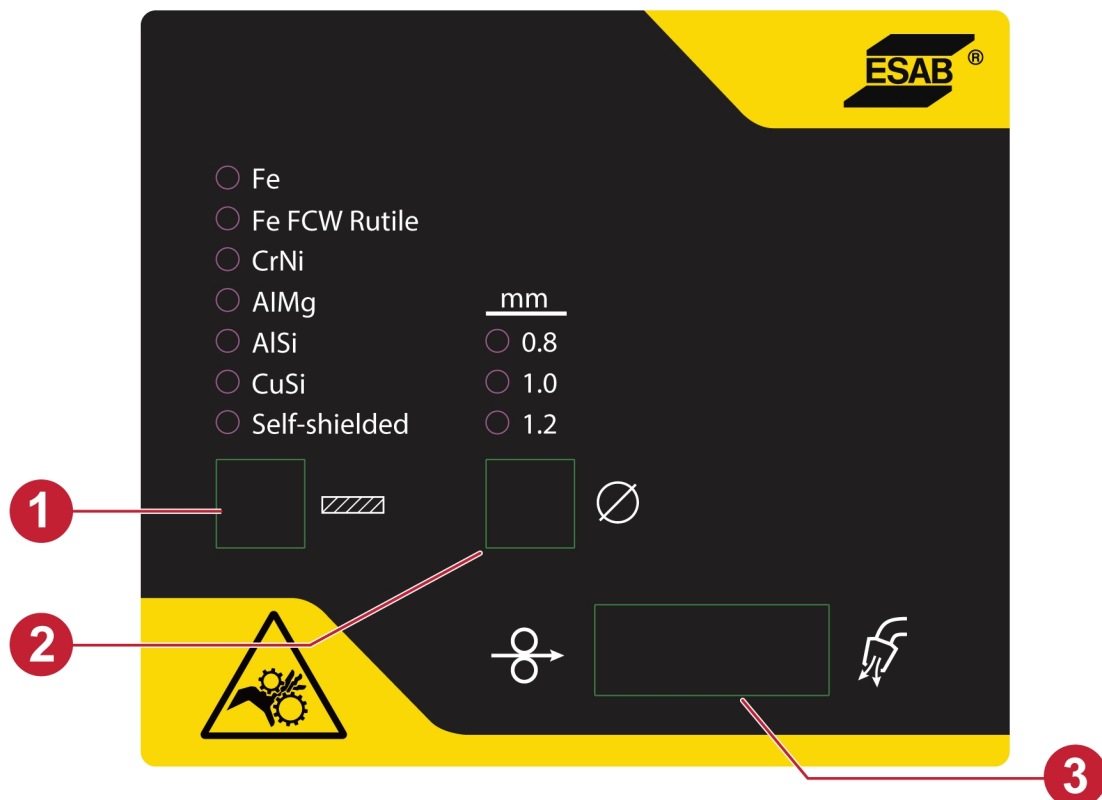 ESAB ®
Fe
Fe FCW Rutile
CrNi
AlMg
AlSi
CuSi
Self-shielded
mm
0.8
1.0
1.2
1
2
3